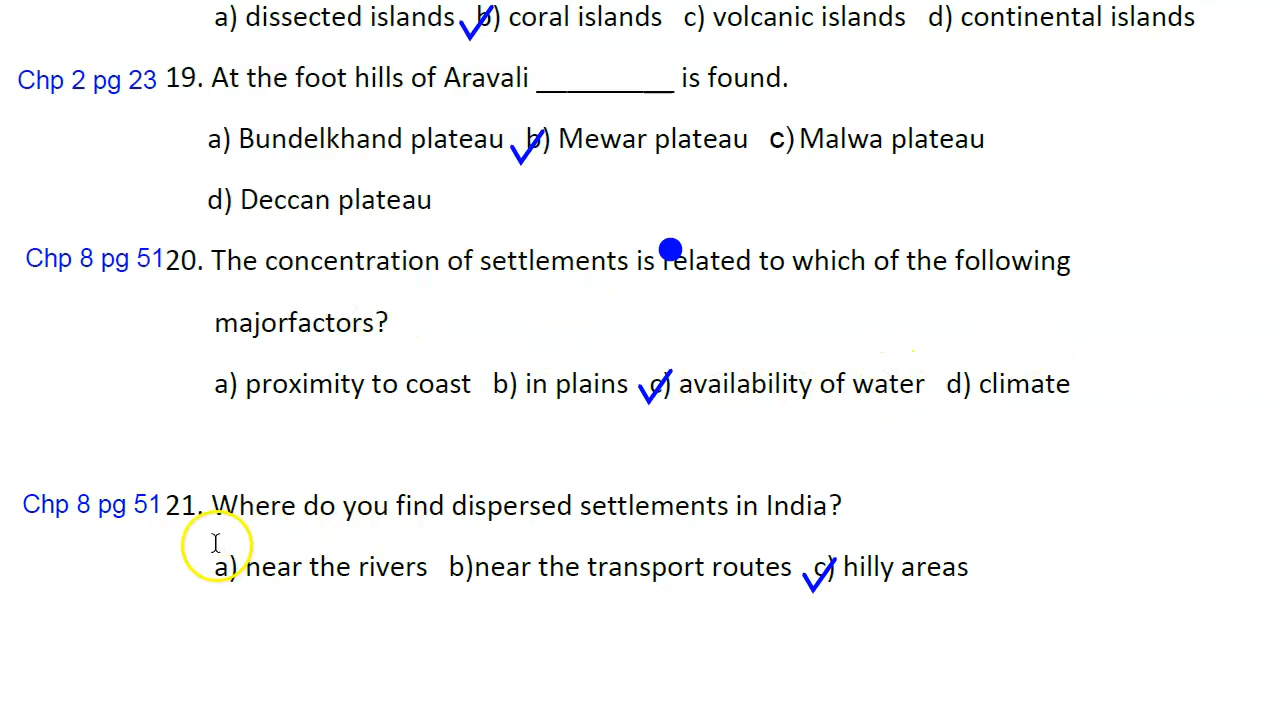 a) dissected islands b) coral islands c) volcanic islands d) continental islands
Chp 2 pg 23 19. At the foot hills of Aravali _________ is found.
a) Bundelkhand plateau b) Mewar plateau c) Malwa plateau
d) Deccan plateau
Chp 8 pg 51 20. The concentration of settlements is related to which of the following
majorfactors?
a) proximity to coast b) in plains c) availability of water d) climate
Chp 8 pg 51 21. Where do you find dispersed settlements in India?
a) near the rivers b)near the transport routes c) hilly areas